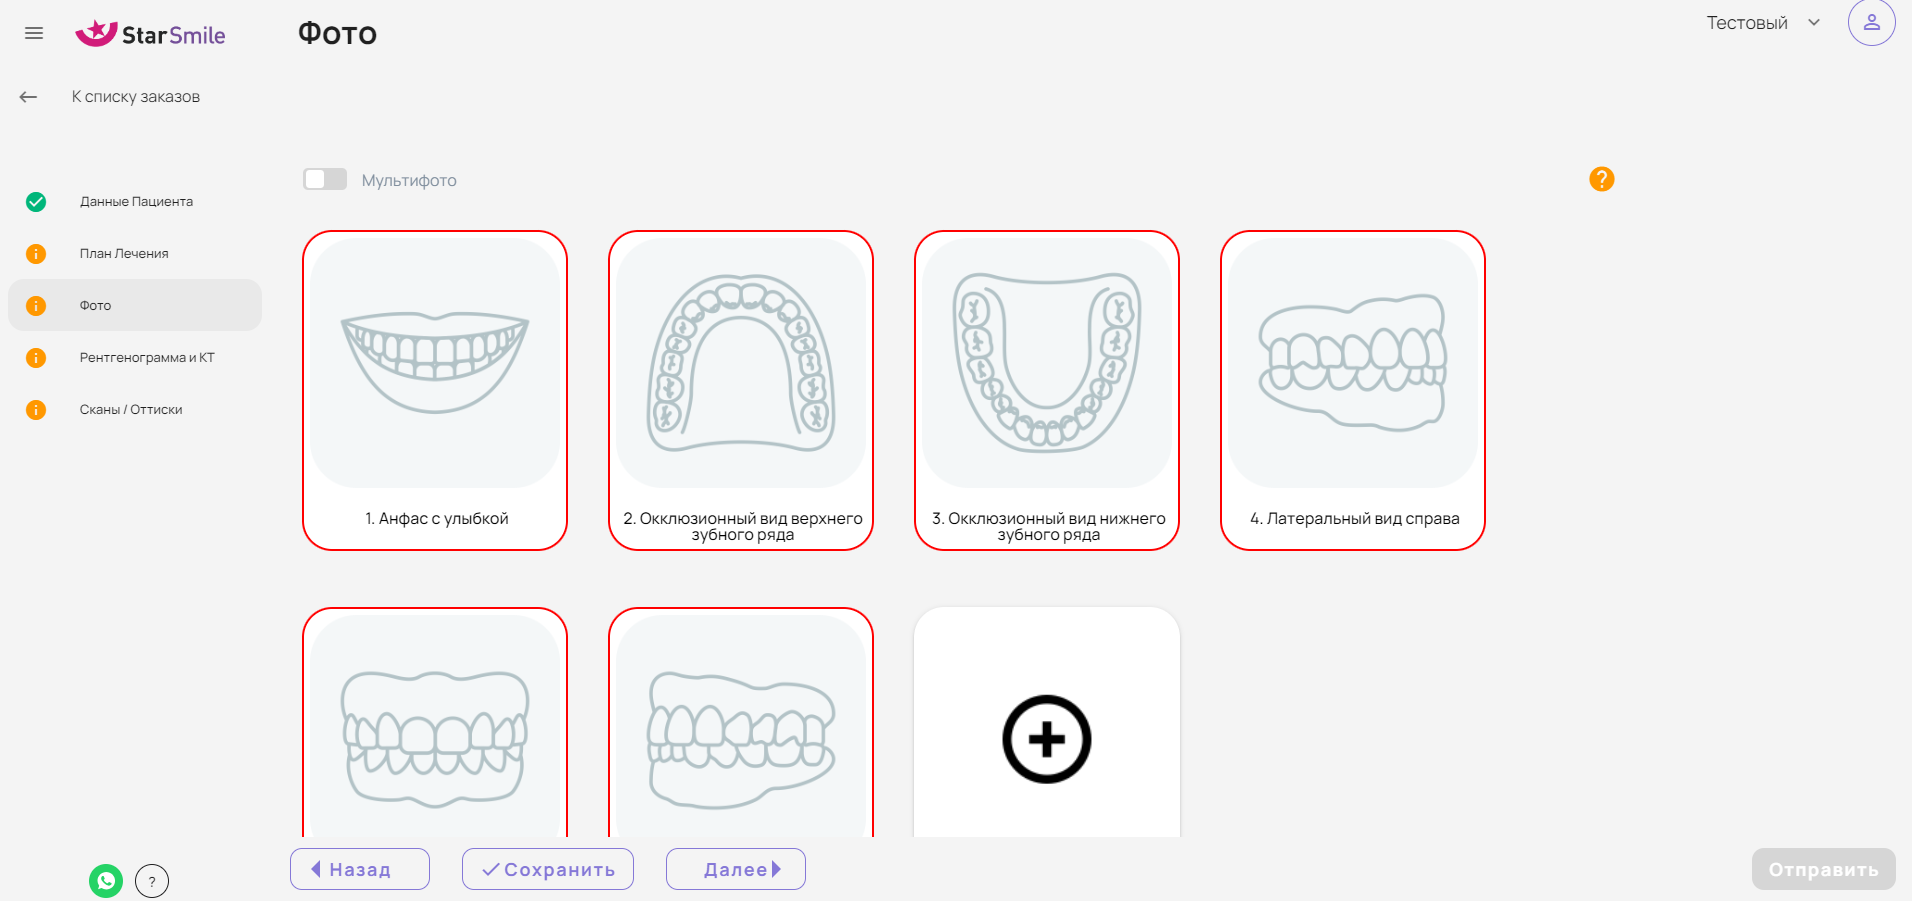 StarSmile
Фото
Тестовый
К списку заказов
Мультифото
?
Данные Пациента
План Лечения
Фото
Рентгенограмма и КТ
Сканы / Оттиски
1. Анфас с улыбкой
2. Окклюзионный вид верхнего
зубного ряда
3. Окклюзионный вид нижнего
зубного ряда
4. Латеральный вид справа
?
Назад
Сохранить
Далее
Отправить